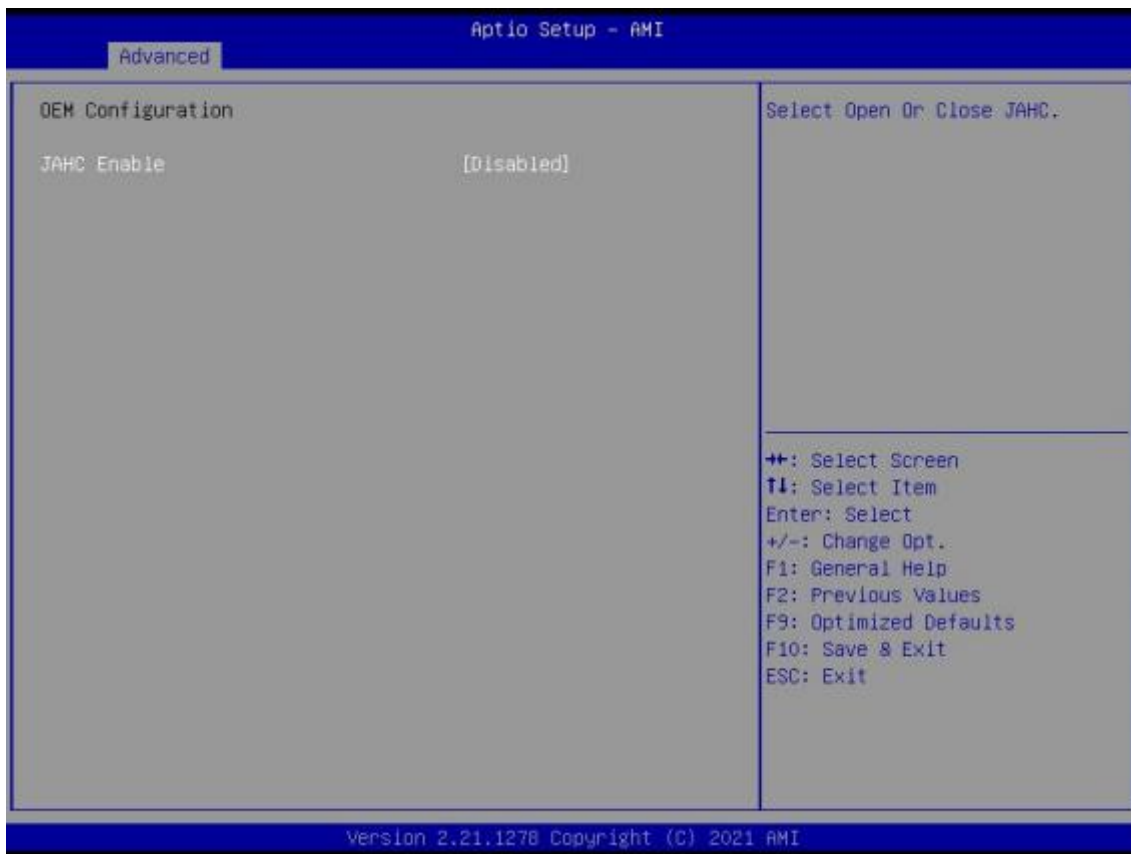 Aptio Setup - AMI
Advanced
OEM Configuration
JAHC Enable [Disabled]
Select Open Or Close JAHC.
→←: Select Screen
↑↓: Select Item
Enter: Select
+/-: Change Opt.
F1: General Help
F2: Previous Values
F9: Optimized Defaults
F10: Save & Exit
ESC: Exit
Version 2.21.1278 Copyright (C) 2021 AMI